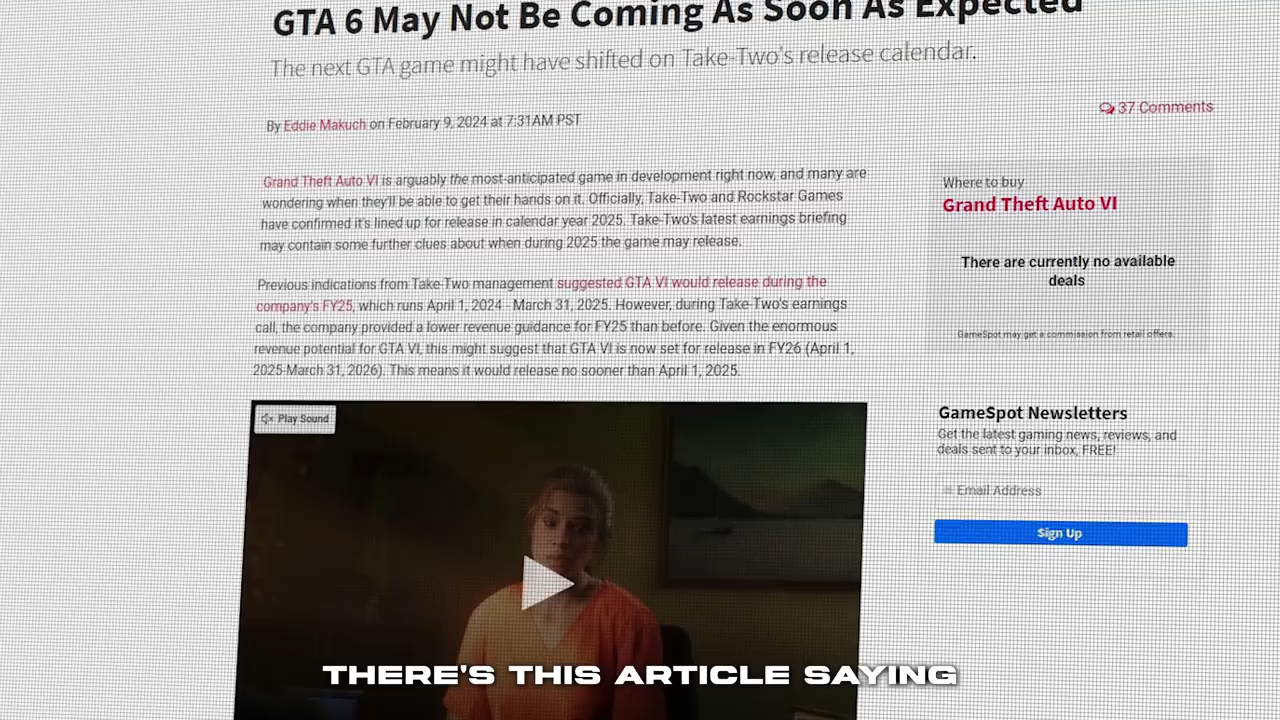 GTA 6 May Not Be Coming As Soon As Expected
The next GTA game might have shifted on Take-Two's release calendar.
37 Comments
By Eddie Makuch on February 9, 2024 at 7:31AM PST
Grand Theft Auto VI is arguably the most-anticipated game in development right now, and many are
wondering when they'll be able to get their hands on it. Officially, Take-Two and Rockstar Games
have confirmed it's lined up for release in calendar year 2025. Take-Two's latest earnings briefing
may contain some further clues about when during 2025 the game may release.
Previous indications from Take-Two management suggested GTA VI would release during the
company's FY25, which runs April 1, 2024 - March 31, 2025. However, during Take-Two's earnings
call, the company provided a lower revenue guidance for FY25 than before. Given the enormous
revenue potential for GTA VI, this might suggest that GTA VI is now set for release in FY26 (April 1,
2025-March 31, 2026). This means it would release no sooner than April 1, 2025.
Where to buy
Grand Theft Auto VI
There are currently no available
deals
GameSpot may get a commission from retail offers.
Play Sound
GameSpot Newsletters
Get the latest gaming news, reviews, and
deals sent to your inbox, FREE!
Email Address
Sign Up
THERE'S THIS ARTICLE SAYING